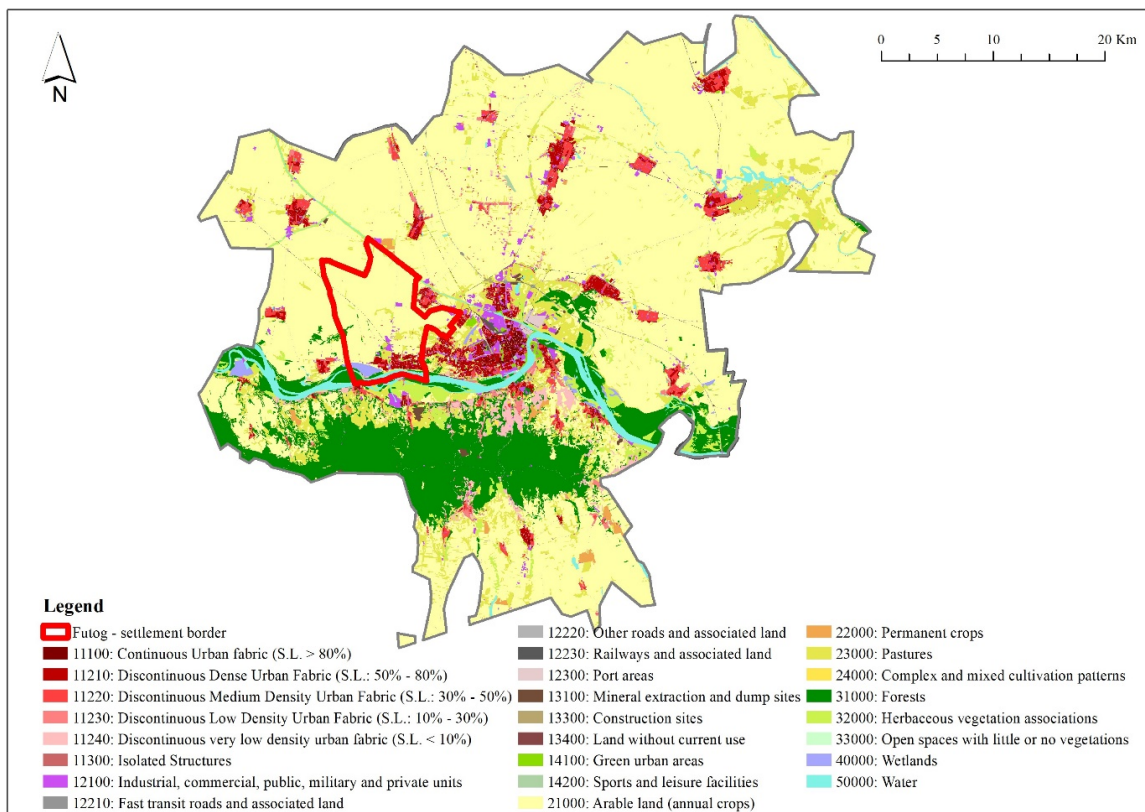 0 5 10 20 Km
N
Legend
Futog - settlement border
11100: Continuous Urban fabric (S.L. > 80%)
11210: Discontinuous Dense Urban Fabric (S.L.: 50% - 80%)
11220: Discontinuous Medium Density Urban Fabric (S.L.: 30% - 50%)
11230: Discontinuous Low Density Urban Fabric (S.L.: 10% - 30%)
11240: Discontinuous very low density urban fabric (S.L. < 10%)
11300: Isolated Structures
12100: Industrial, commercial, public, military and private units
12210: Fast transit roads and associated land
12220: Other roads and associated land
12230: Railways and associated land
12300: Port areas
13100: Mineral extraction and dump sites
13300: Construction sites
13400: Land without current use
14100: Green urban areas
14200: Sports and leisure facilities
21000: Arable land (annual crops)
22000: Permanent crops
23000: Pastures
24000: Complex and mixed cultivation patterns
31000: Forests
32000: Herbaceous vegetation associations
33000: Open spaces with little or no vegetations
40000: Wetlands
50000: Water